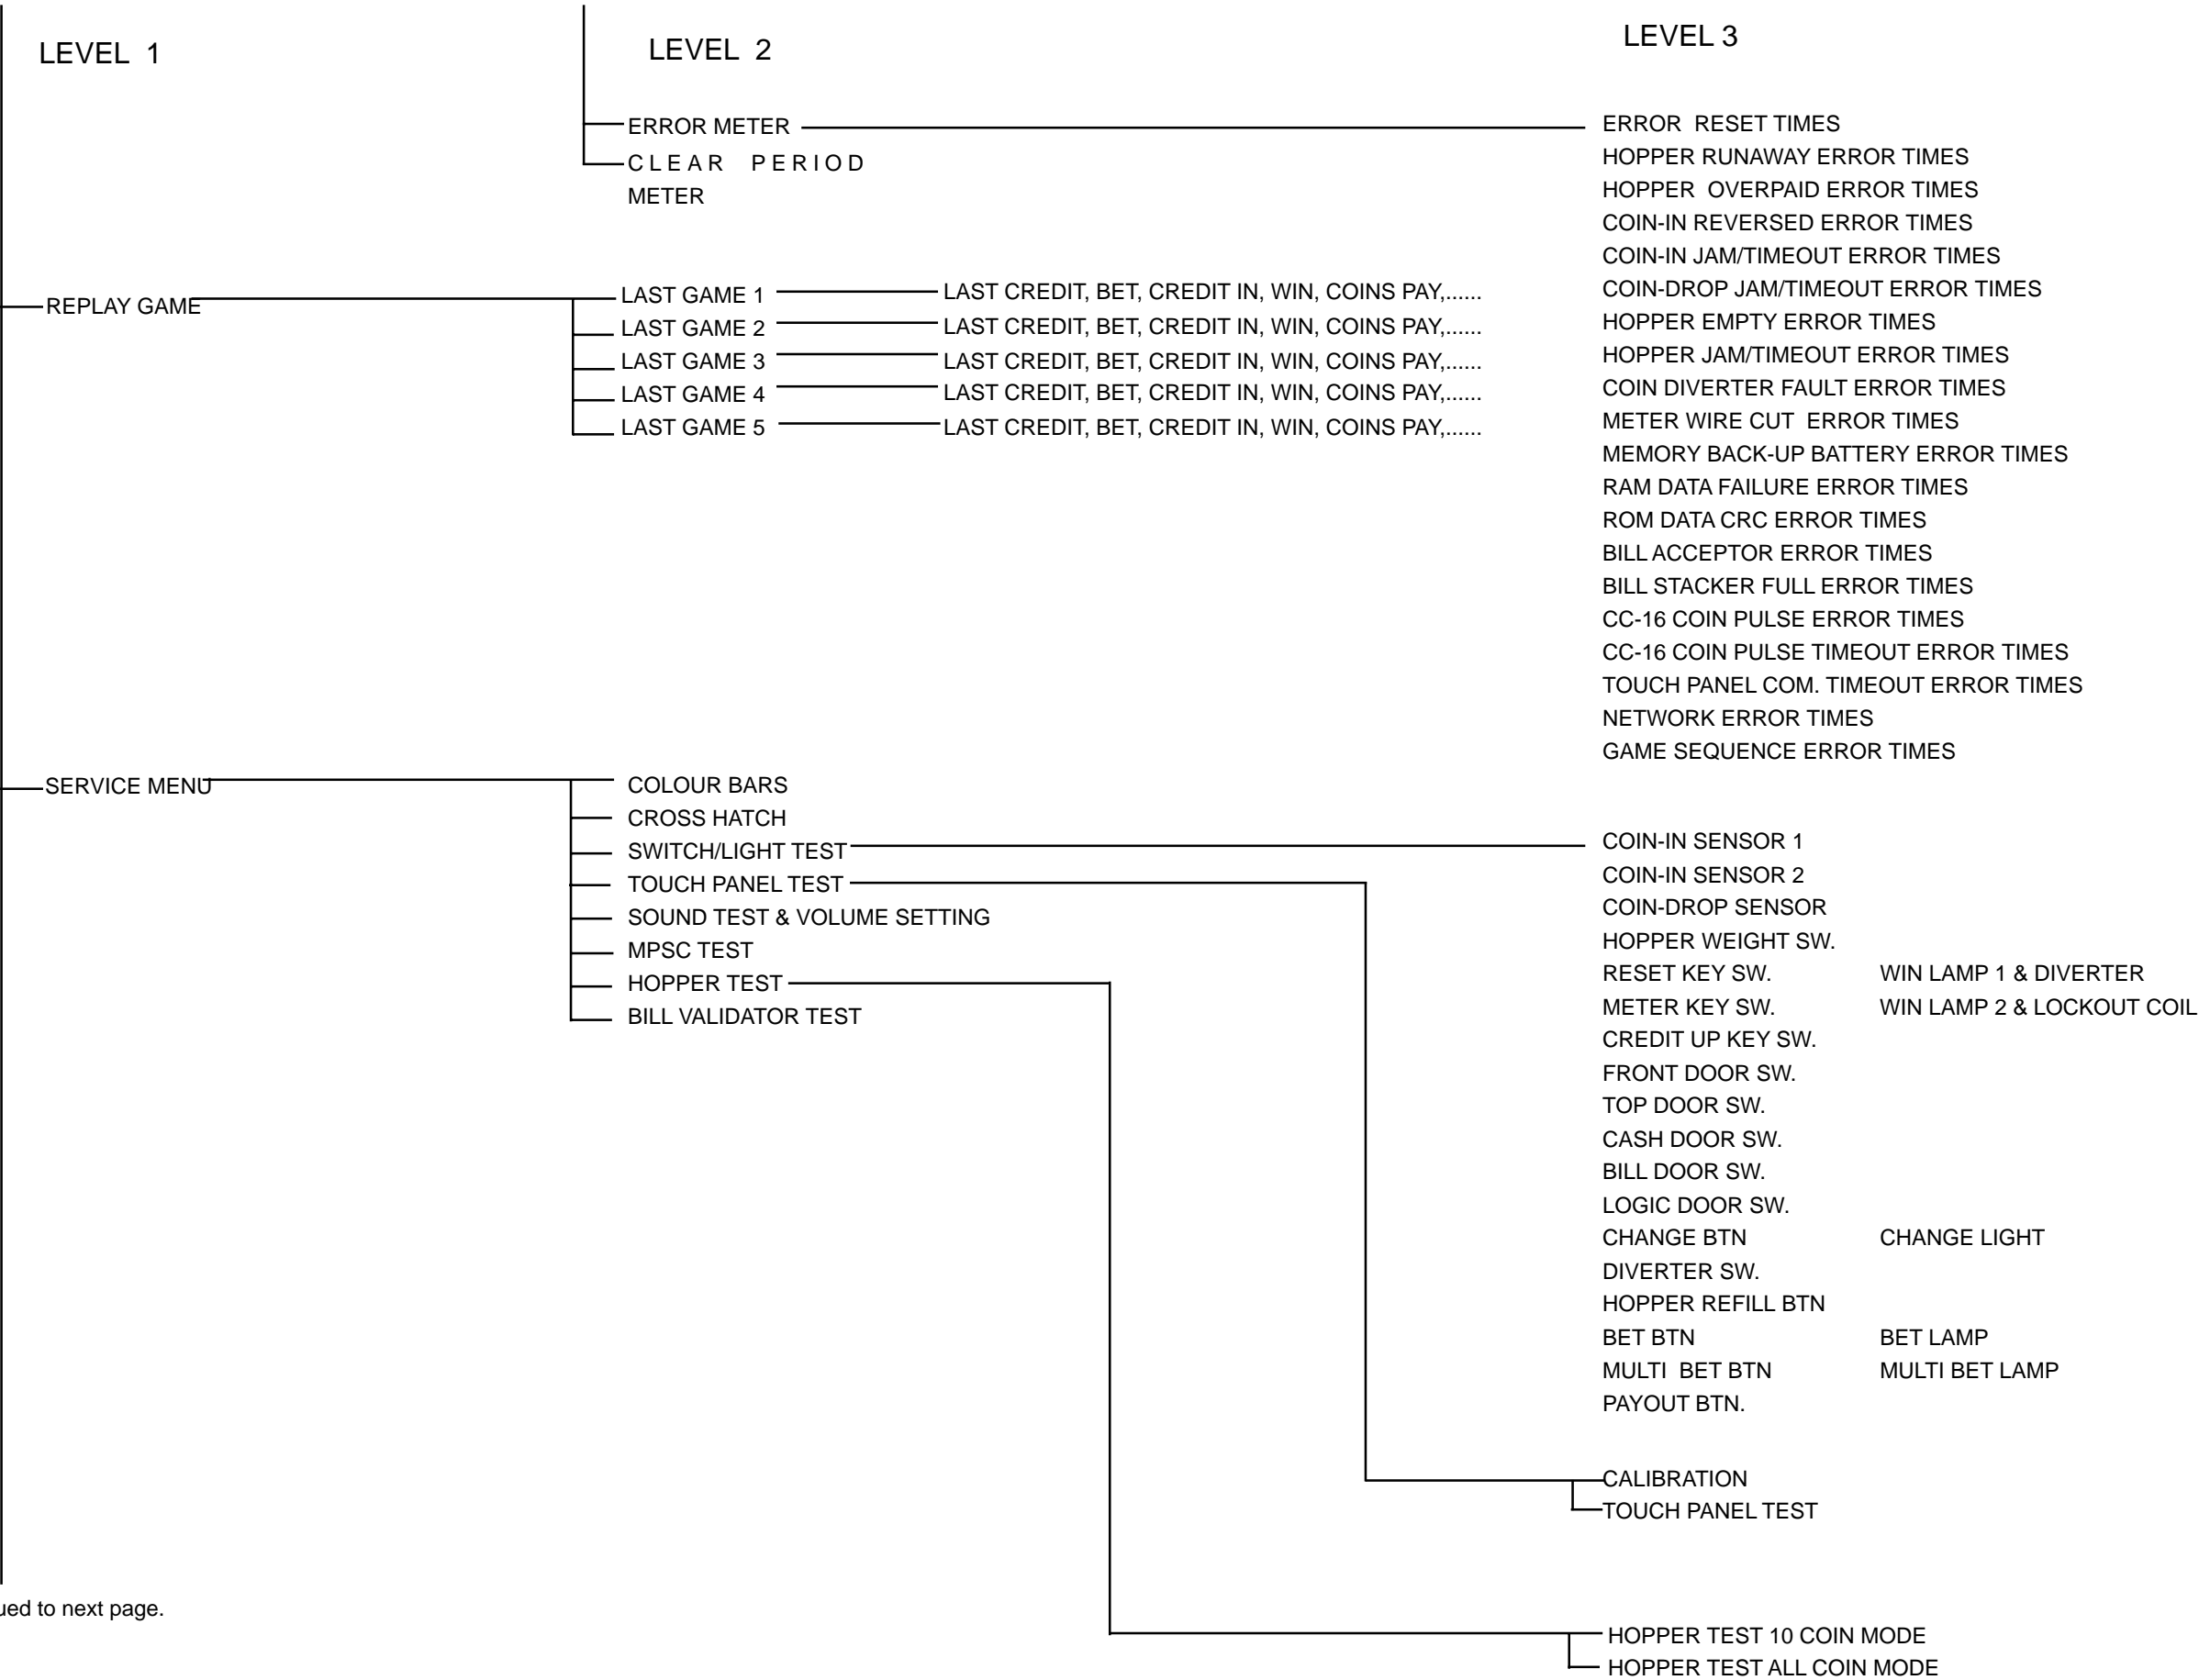 LEVEL 1
LEVEL 2
LEVEL 3
ERROR METER
CLEAR PERIOD
METER
ERROR RESET TIMES
HOPPER RUNAWAY ERROR TIMES
HOPPER OVERPAID ERROR TIMES
COIN-IN REVERSED ERROR TIMES
COIN-IN JAM/TIMEOUT ERROR TIMES
COIN-DROP JAM/TIMEOUT ERROR TIMES
HOPPER EMPTY ERROR TIMES
HOPPER JAM/TIMEOUT ERROR TIMES
COIN DIVERTER FAULT ERROR TIMES
METER WIRE CUT ERROR TIMES
MEMORY BACK-UP BATTERY ERROR TIMES
RAM DATA FAILURE ERROR TIMES
ROM DATA CRC ERROR TIMES
BILL ACCEPTOR ERROR TIMES
BILL STACKER FULL ERROR TIMES
CC-16 COIN PULSE ERROR TIMES
CC-16 COIN PULSE TIMEOUT ERROR TIMES
TOUCH PANEL COM. TIMEOUT ERROR TIMES
NETWORK ERROR TIMES
GAME SEQUENCE ERROR TIMES
REPLAY GAME
LAST GAME 1 LAST CREDIT, BET, CREDIT IN, WIN, COINS PAY,......
LAST GAME 2 LAST CREDIT, BET, CREDIT IN, WIN, COINS PAY,......
LAST GAME 3 LAST CREDIT, BET, CREDIT IN, WIN, COINS PAY,......
LAST GAME 4 LAST CREDIT, BET, CREDIT IN, WIN, COINS PAY,......
LAST GAME 5 LAST CREDIT, BET, CREDIT IN, WIN, COINS PAY,......
SERVICE MENU
COLOUR BARS
CROSS HATCH
SWITCH/LIGHT TEST
TOUCH PANEL TEST
SOUND TEST & VOLUME SETTING
MPSC TEST
HOPPER TEST
BILL VALIDATOR TEST
COIN-IN SENSOR 1
COIN-IN SENSOR 2
COIN-DROP SENSOR
HOPPER WEIGHT SW.
RESET KEY SW. WIN LAMP 1 & DIVERTER
METER KEY SW. WIN LAMP 2 & LOCKOUT COIL
CREDIT UP KEY SW.
FRONT DOOR SW.
TOP DOOR SW.
CASH DOOR SW.
BILL DOOR SW.
LOGIC DOOR SW.
CHANGE BTN CHANGE LIGHT
DIVERTER SW.
HOPPER REFILL BTN
BET BTN BET LAMP
MULTI BET BTN MULTI BET LAMP
PAYOUT BTN.
CALIBRATION
TOUCH PANEL TEST
HOPPER TEST 10 COIN MODE
HOPPER TEST ALL COIN MODE
ued to next page.